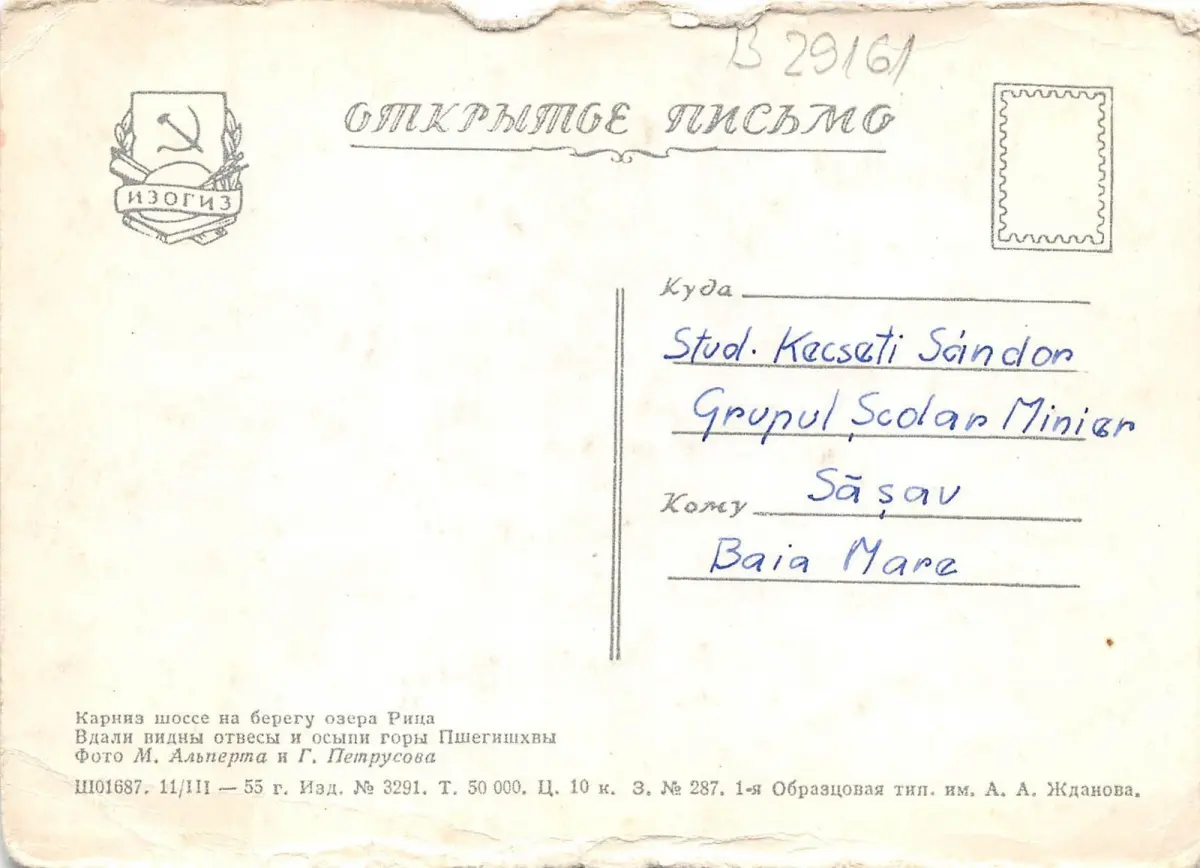 В 29161
ОТКРЫТОЕ ПИСЬМО
ИЗОГИЗ
Куда
Stud. Kecseti Sándor
Grupul Școlar Minier
Săsav
Кому
Baia Mare
Карниз шоссе на берегу озера Рица
Вдали видны отвесы и осыпи горы Пшегишхвы
Фото М. Альперта и Г. Петрусова
Ш01687. 11/III — 55 г. Изд. № 3291. Т. 50 000. Ц. 10 к. З. № 287. 1-я Образцовая тип. им. А. А. Жданова.